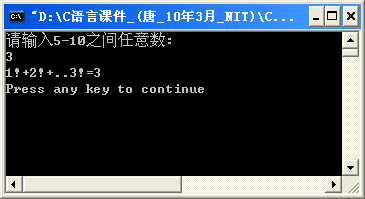 "D:\C语言课件_(唐_10年3月_NIT)\C...
请输入5-10之间任意数:
3
1!+2!+..3!=3
Press any key to continue